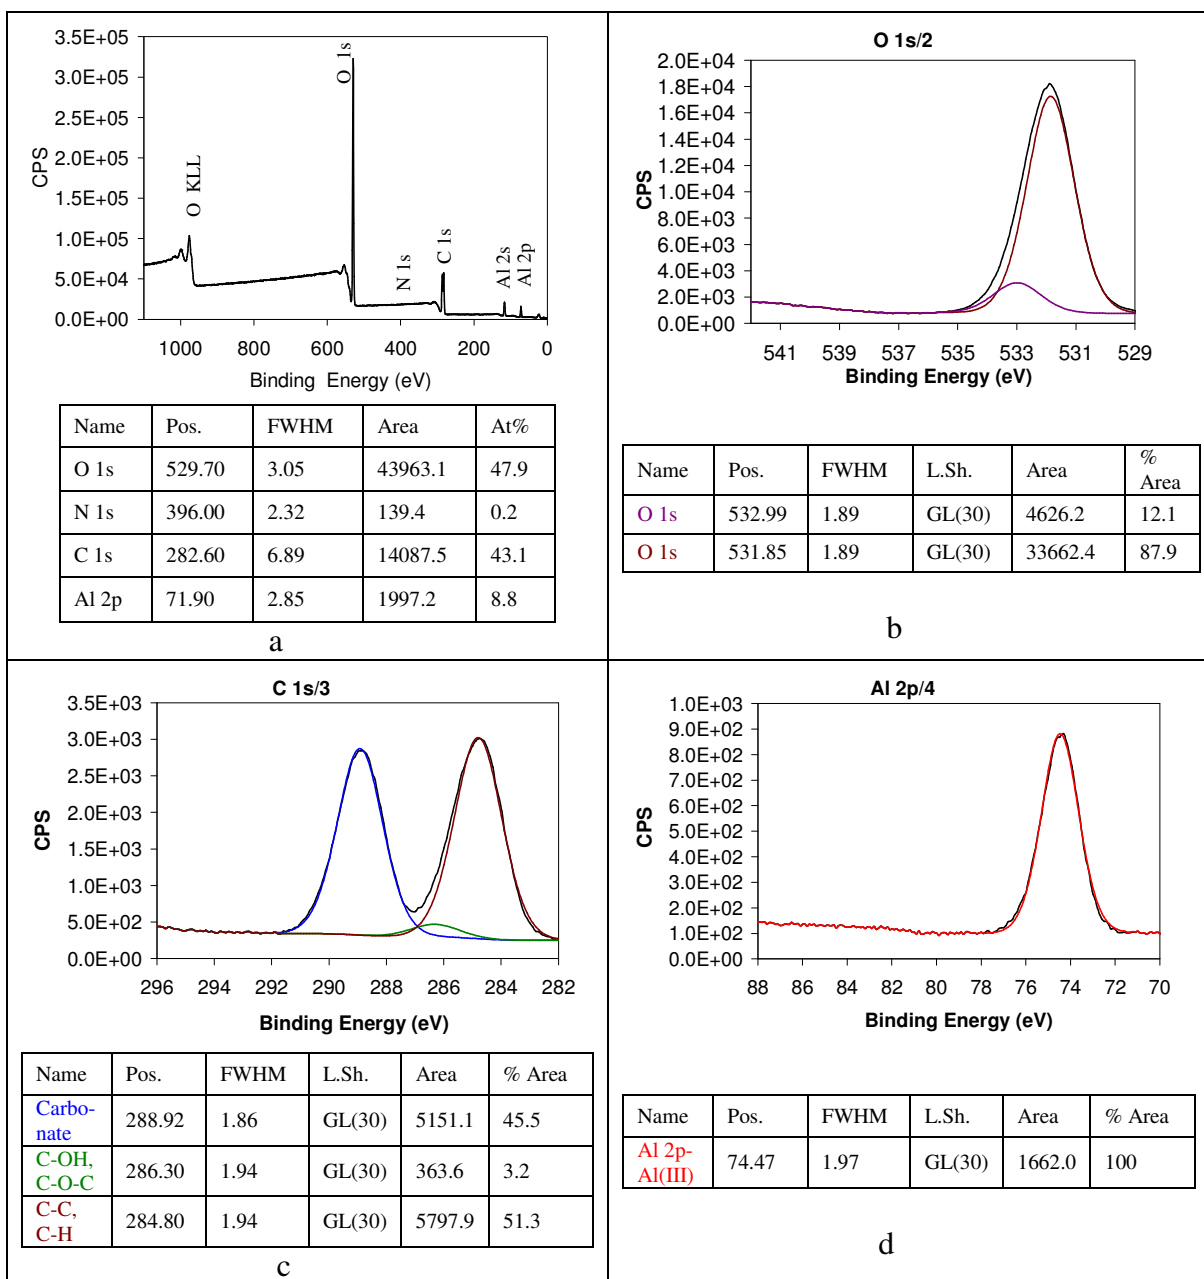 3.5E+05
3.0E+05
2.5E+05
2.0E+05
1.5E+05
1.0E+05
5.0E+04
0.0E+00
CPS
O KLL
O 1s
N 1s
C 1s
Al 2s
Al 2p
1000 800 600 400 200 0
Binding Energy (eV)
Name Pos. FWHM Area At%
O 1s 529.70 3.05 43963.1 47.9
N 1s 396.00 2.32 139.4 0.2
C 1s 282.60 6.89 14087.5 43.1
Al 2p 71.90 2.85 1997.2 8.8
a
O 1s/2
2.0E+04
1.8E+04
1.6E+04
1.4E+04
1.2E+04
1.0E+04
8.0E+03
6.0E+03
4.0E+03
2.0E+03
0.0E+00
CPS
541 539 537 535 533 531 529
Binding Energy (eV)
Name Pos. FWHM L.Sh. Area %
Area
O 1s 532.99 1.89 GL(30) 4626.2 12.1
O 1s 531.85 1.89 GL(30) 33662.4 87.9
b
C 1s/3
3.5E+03
3.0E+03
2.5E+03
2.0E+03
1.5E+03
1.0E+03
5.0E+02
0.0E+00
CPS
296 294 292 290 288 286 284 282
Binding Energy (eV)
Name Pos. FWHM L.Sh. Area % Area
Carbo-
nate 288.92 1.86 GL(30) 5151.1 45.5
C-OH,
C-O-C 286.30 1.94 GL(30) 363.6 3.2
C-C,
C-H 284.80 1.94 GL(30) 5797.9 51.3
c
Al 2p/4
1.0E+03
9.0E+02
8.0E+02
7.0E+02
6.0E+02
5.0E+02
4.0E+02
3.0E+02
2.0E+02
1.0E+02
0.0E+00
CPS
88 86 84 82 80 78 76 74 72 70
Binding Energy (eV)
Name Pos. FWHM L.Sh. Area % Area
Al 2p-
Al(III) 74.47 1.97 GL(30) 1662.0 100
d